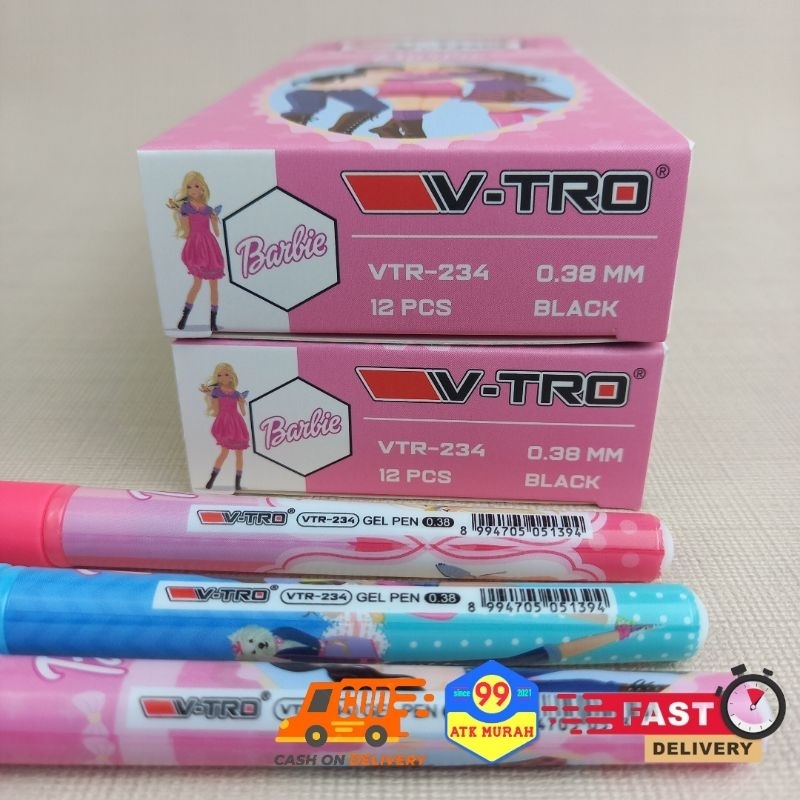 V-TRO®
Barbie
VTR-234 0.38 MM
12 PCS BLACK
V-TRO®
Barbie
VTR-234 0.38 MM
12 PCS BLACK
V-TRO® VTR-234 GEL PEN 0.38
8 994705 051394
V-TRO® VTR-234 GEL PEN 0.38
8 994705 051394
V-TRO® GEL PEN
CASH ON DELIVERY
since 99 2021
ATK MURAH
FAST
DELIVERY